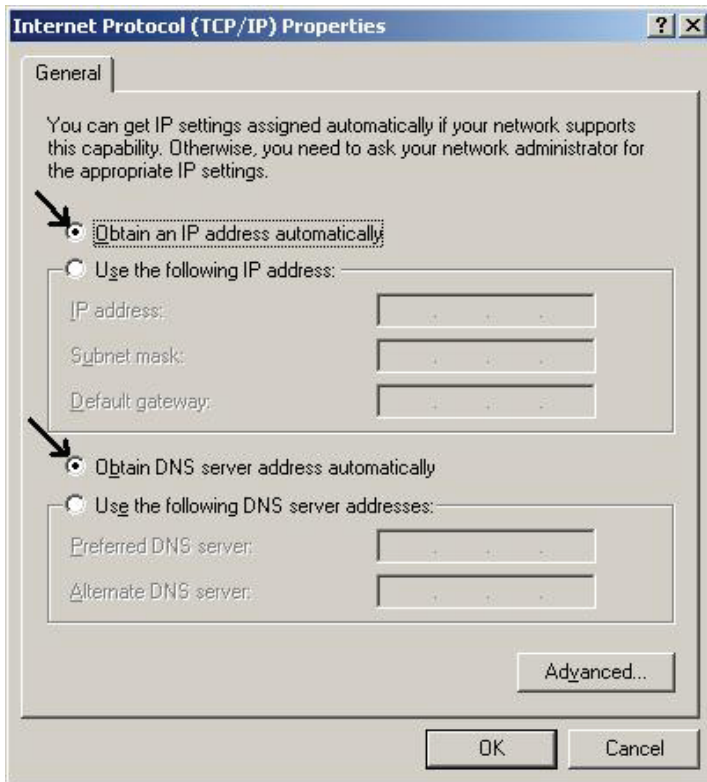 Internet Protocol (TCP/IP) Properties
General
You can get IP settings assigned automatically if your network supports
this capability. Otherwise, you need to ask your network administrator for
the appropriate IP settings.
Obtain an IP address automatically
Use the following IP address:
IP address:
Subnet mask:
Default gateway:
Obtain DNS server address automatically
Use the following DNS server addresses:
Preferred DNS server:
Alternate DNS server:
Advanced...
OK Cancel